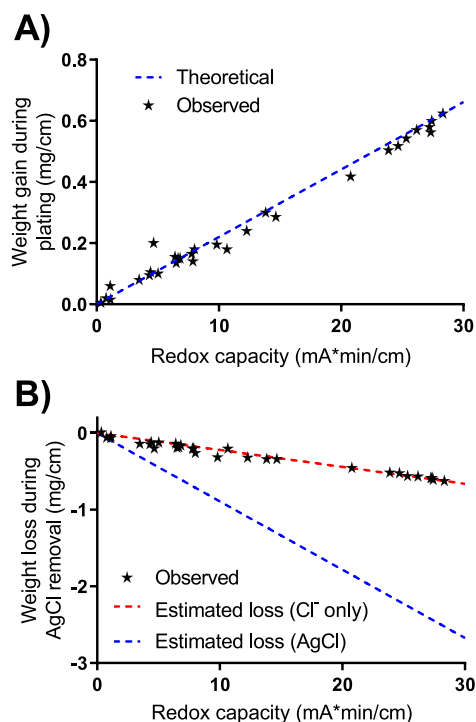 A)
Weight gain during
plating (mg/cm)
0.8
0.6
0.4
0.2
0.0
Theoretical
Observed
0
10
20
30
Redox capacity (mA*min/cm)
B)
Weight loss during
AgCl removal (mg/cm)
0
-1
-2
-3
Observed
Estimated loss (Cl⁻ only)
Estimated loss (AgCl)
0
10
20
30
Redox capacity (mA*min/cm)